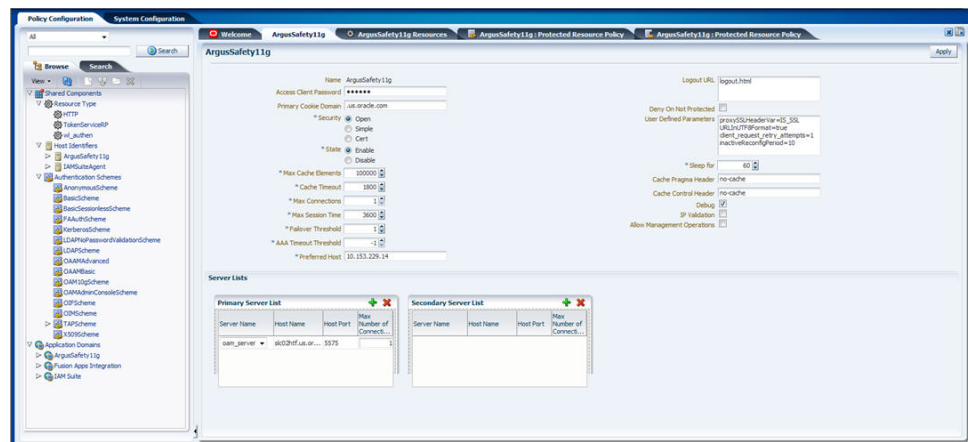 Policy Configuration
System Configuration
All
Search
Browse
Search
View
Shared Components
Resource Type
HTTP
TokenServiceRP
wl_authen
Host Identifiers
ArgusSafety11g
IAMSuiteAgent
Authentication Schemes
AnonymousScheme
BasicScheme
BasicSessionlessScheme
FAAuthScheme
KerberosScheme
LDAPNoPasswordValidationScheme
LDAPScheme
OAAMAdvanced
OAAMBasic
OAM10gScheme
OAMAdminConsoleScheme
OIFScheme
OIMScheme
TAPScheme
X509Scheme
Application Domains
ArgusSafety11g
Fusion Apps Integration
IAM Suite
Welcome
ArgusSafety11g
ArgusSafety11g Resources
ArgusSafety11g : Protected Resource Policy
ArgusSafety11g : Protected Resource Policy
ArgusSafety11g
Apply
Name ArgusSafety11g
Access Client Password ••••••
Primary Cookie Domain .us.oracle.com
* Security Open
Simple
Cert
* State Enable
Disable
* Max Cache Elements 100000
* Cache Timeout 1800
* Max Connections 1
* Max Session Time 3600
* Failover Threshold 1
* AAA Timeout Threshold -1
* Preferred Host 10.153.229.14
Logout URL logout.html
Deny On Not Protected
User Defined Parameters proxySSLHeaderVar=IS_SSL
URLInUTF8Format=true
client_request_retry_attempts=1
inactiveReconfigPeriod=10
* Sleep for 60
Cache Pragma Header no-cache
Cache Control Header no-cache
Debug
IP Validation
Allow Management Operations
Server Lists
Primary Server List
Server Name Host Name Host Port Max Number of Connecti...
oam_server slc02htf.us.or... 5575 1
Secondary Server List
Server Name Host Name Host Port Max Number of Connecti...